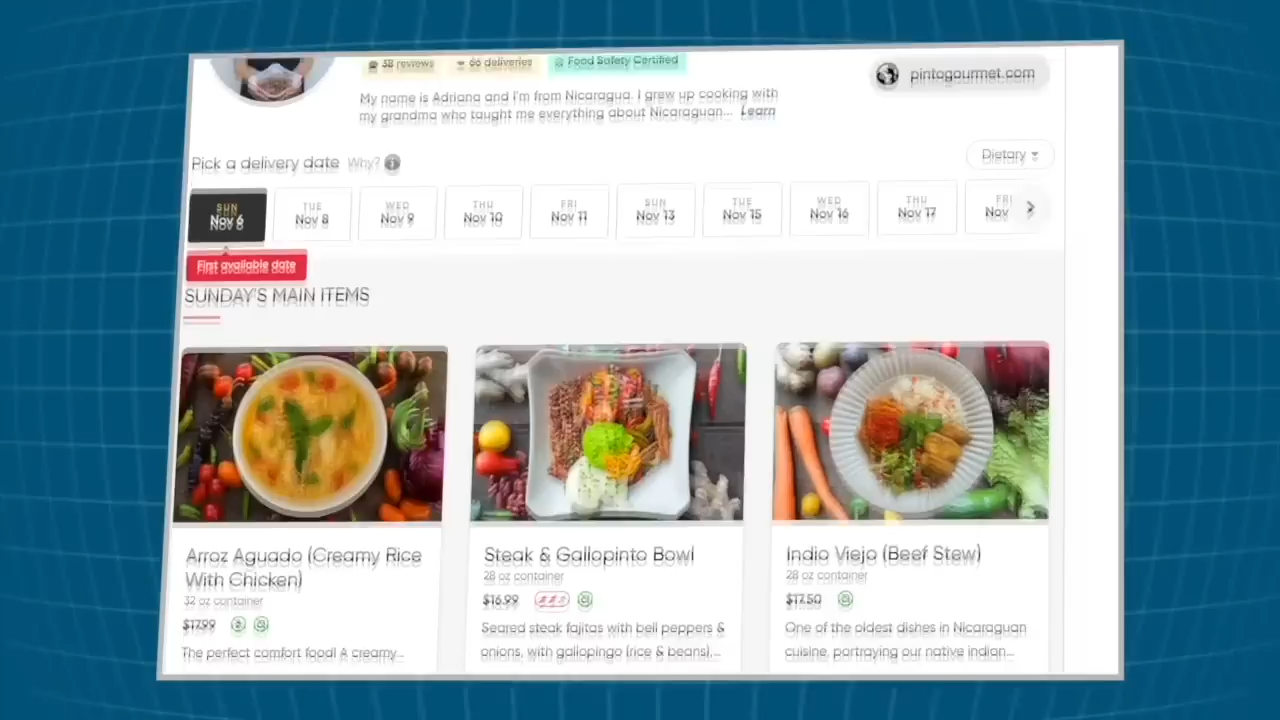 38 reviews
66 deliveries
Food Safety Certified
pintogourmet.com
My name is Adriana and I'm from Nicaragua. I grew up cooking with
my grandma who taught me everything about Nicaraguan... Learn
Pick a delivery date Why?
Dietary
SUN
Nov 6
TUE
Nov 8
WED
Nov 9
THU
Nov 10
FRI
Nov 11
SUN
Nov 13
TUE
Nov 15
WED
Nov 16
THU
Nov 17
FRI
Nov
First available date
SUNDAY'S MAIN ITEMS
Arroz Aguado (Creamy Rice
With Chicken)
32 oz container
$17.99
The perfect comfort food! A creamy...
Steak & Gallopinto Bowl
28 oz container
$16.99
Seared steak fajitas with bell peppers &
onions, with gallopingo (rice & beans),...
Indio Viejo (Beef Stew)
28 oz container
$17.50
One of the oldest dishes in Nicaraguan
cuisine, portraying our native indian...